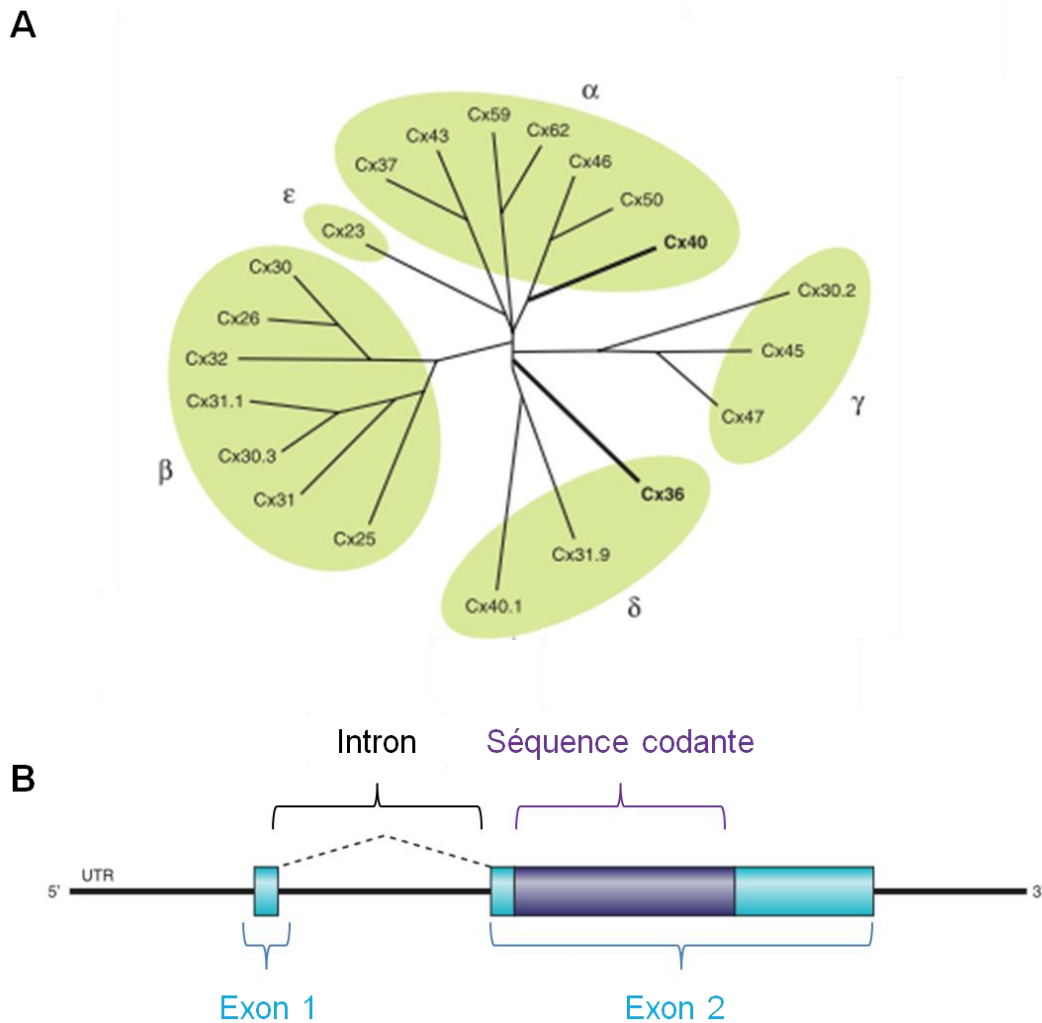 A
α
Cx59
Cx43
Cx62
Cx37
Cx46
Cx50
Cx40
ε
Cx23
Cx30
Cx26
Cx32
Cx31.1
Cx30.3
Cx31
Cx25
β
Cx30.2
Cx45
Cx47
γ
Cx36
Cx31.9
Cx40.1
δ
Intron
Séquence codante
B
UTR
5'
3
Exon 1
Exon 2